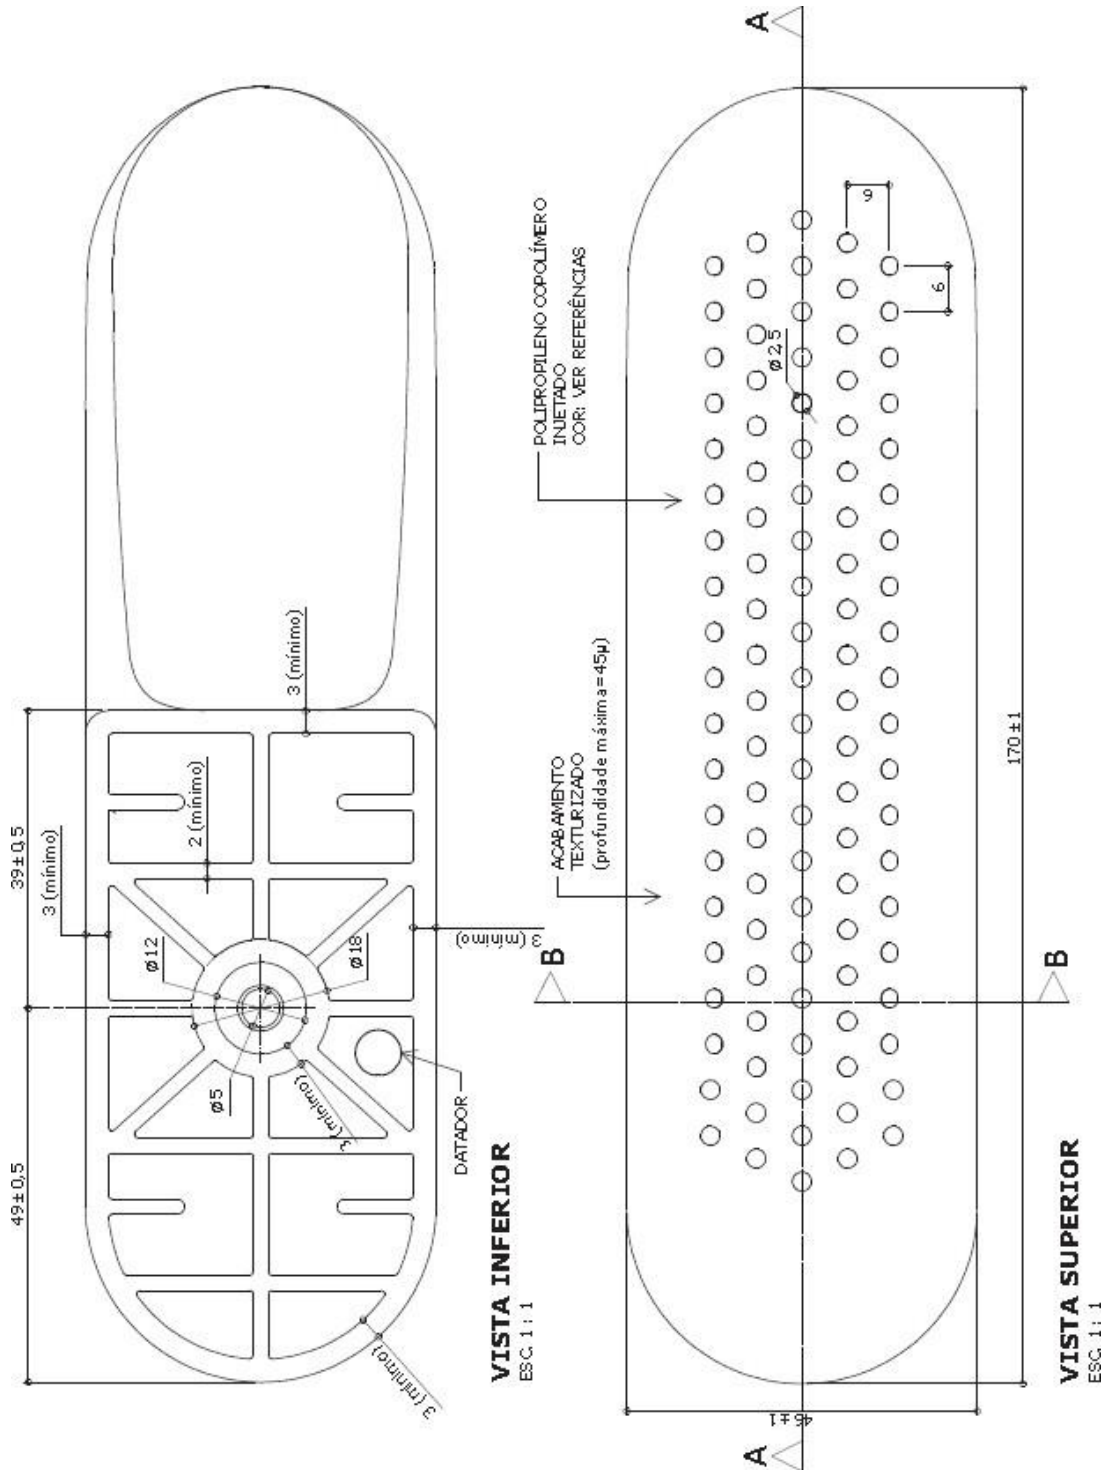 49±0,5
39±0,5
3 (mínimo)
2 (mínimo)
3 (mínimo)
Ø12
Ø18
Ø5
3 (mínimo)
3 (mínimo)
3 (mínimo)
DATADOR
VISTA INFERIOR
ESC. 1 : 1
ACABAMENTO
TEXTURIZADO
(profundidade máxima=45µ)
POLIPROPILENO COPOLÍMERO
INJETADO
COR: VER REFERÊNCIAS
B
A
A
Ø2,5
6
6
46±1
170±1
B
VISTA SUPERIOR
ESC. 1 : 1